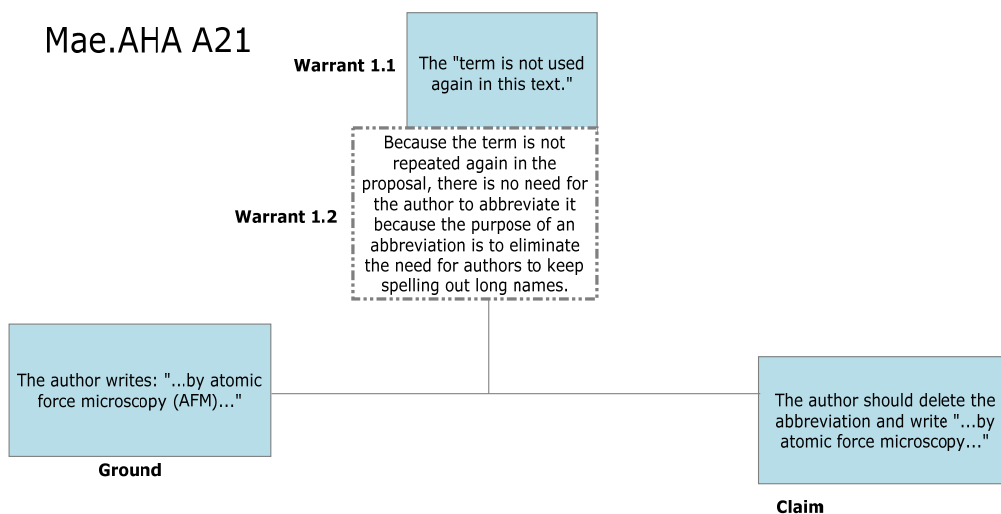 Mae.AHA A21
Warrant 1.1
The "term is not used
again in this text."
Because the term is not
repeated again in the
proposal, there is no need for
the author to abbreviate it
because the purpose of an
abbreviation is to eliminate
the need for authors to keep
spelling out long names.
Warrant 1.2
The author writes: "...by atomic
force microscopy (AFM)..."
Ground
The author should delete the
abbreviation and write "...by
atomic force microscopy..."
Claim